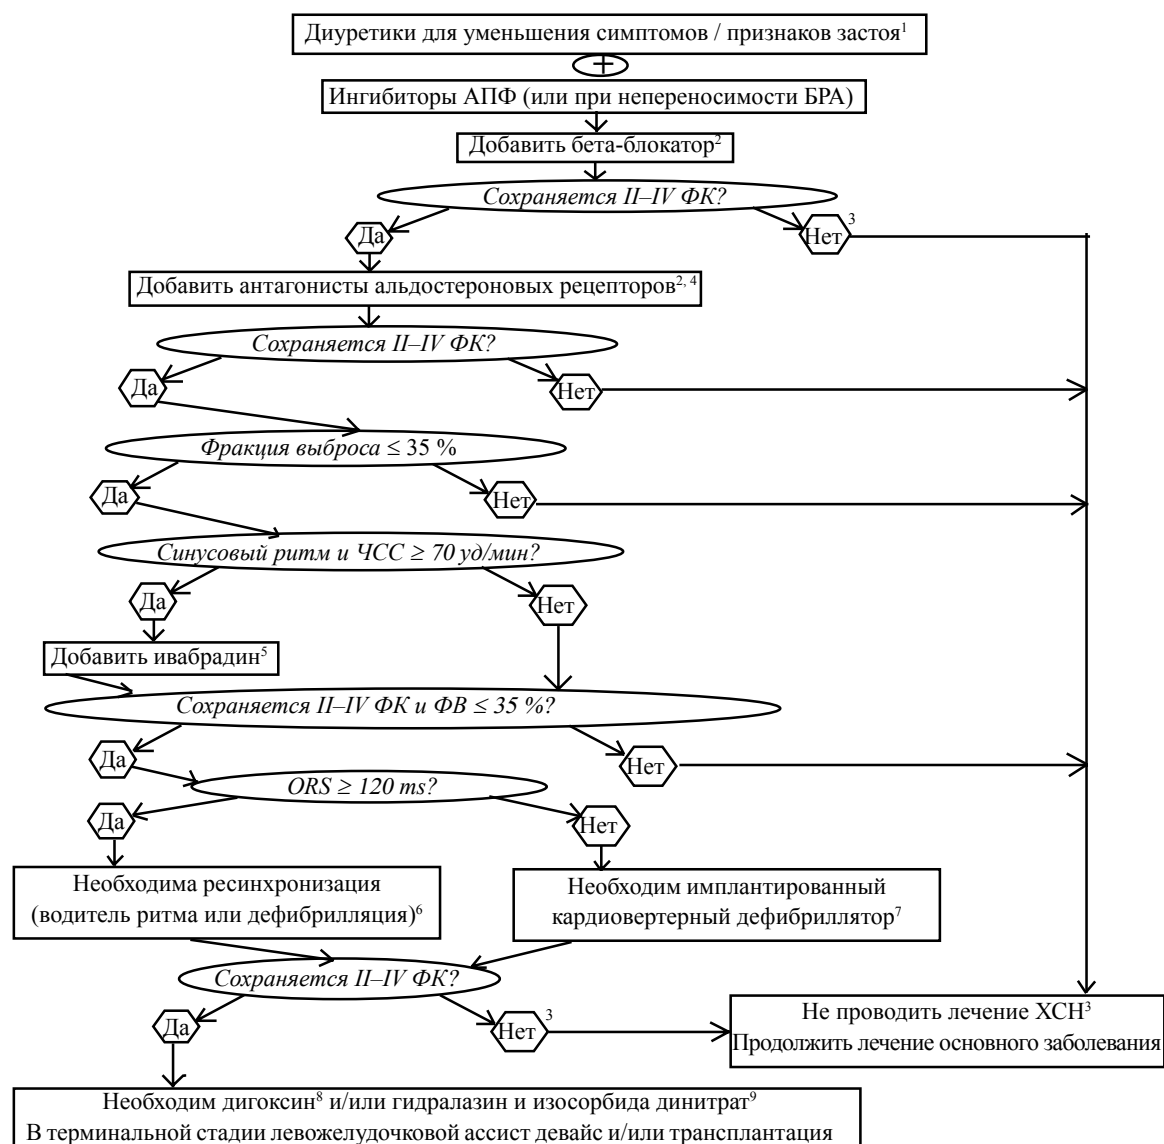 Диуретики для уменьшения симптомов / признаков застоя¹
+
Ингибиторы АПФ (или при непереносимости БРА)
Добавить бета-блокатор²
Сохраняется II–IV ФК?
Да
Нет ³
Добавить антагонисты альдостероновых рецепторов²,⁴
Сохраняется II–IV ФК?
Да
Нет
Фракция выброса ≤ 35 %
Да
Нет
Синусовый ритм и ЧСС ≥ 70 уд/мин?
Да
Нет
Добавить ивабрадин⁵
Сохраняется II–IV ФК и ФВ ≤ 35 %?
Да
Нет
ORS ≥ 120 ms?
Да
Нет
Необходима ресинхронизация
(водитель ритма или дефибрилляция)⁶
Необходим имплантированный
кардиовертерный дефибриллятор⁷
Сохраняется II–IV ФК?
Да
Нет ³
Не проводить лечение ХСН³
Продолжить лечение основного заболевания
Необходим дигоксин⁸ и/или гидралазин и изосорбида динитрат⁹
В терминальной стадии левожелудочковой ассист девайс и/или трансплантация